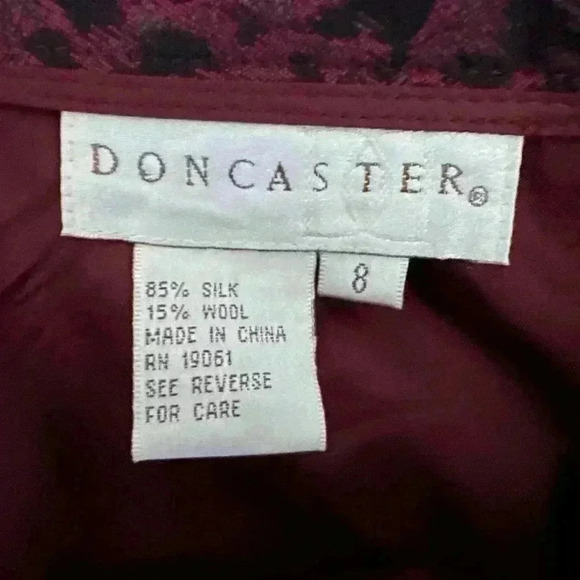 DONCASTER®
8
85% SILK
15% WOOL
MADE IN CHINA
RN 19061
SEE REVERSE
FOR CARE